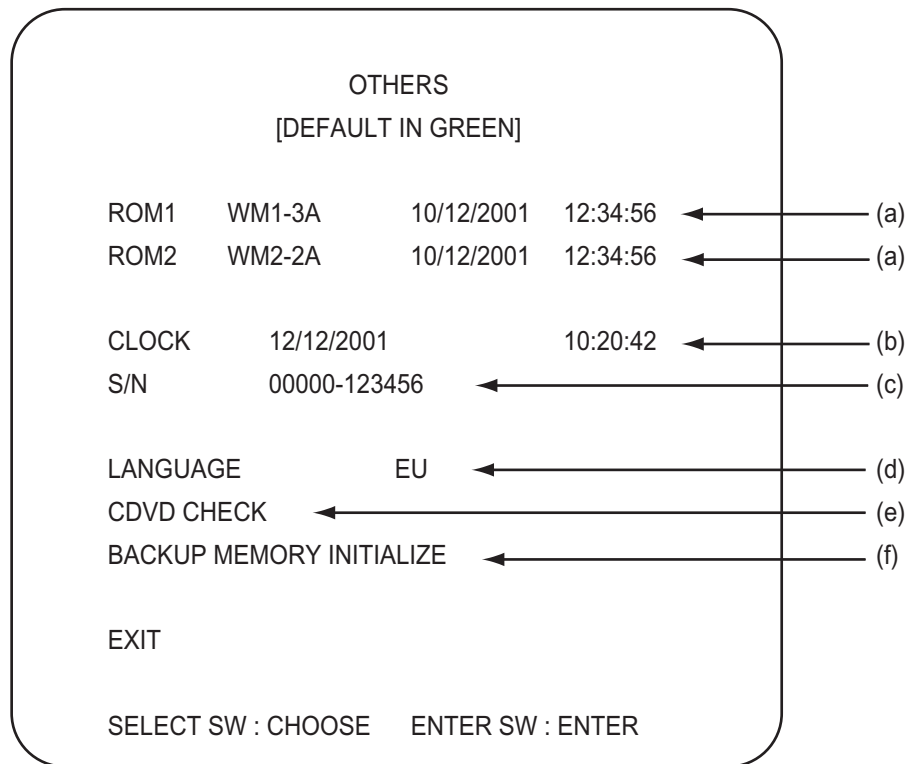 OTHERS
[DEFAULT IN GREEN]
ROM1 WM1-3A 10/12/2001 12:34:56 (a)
ROM2 WM2-2A 10/12/2001 12:34:56 (a)
CLOCK 12/12/2001 10:20:42 (b)
S/N 00000-123456 (c)
LANGUAGE EU (d)
CDVD CHECK (e)
BACKUP MEMORY INITIALIZE (f)
EXIT
SELECT SW : CHOOSE ENTER SW : ENTER